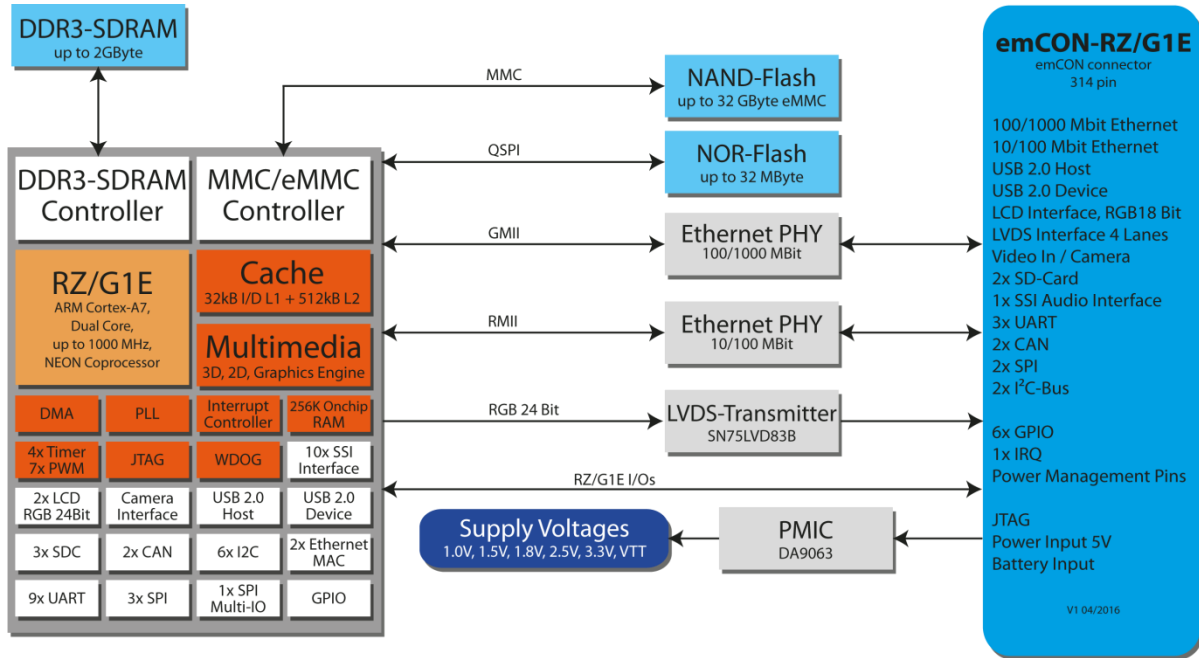 DDR3-SDRAM
up to 2GByte
MMC
NAND-Flash
up to 32 GByte eMMC
QSPI
NOR-Flash
up to 32 MByte
DDR3-SDRAM
Controller
MMC/eMMC
Controller
GMII
Ethernet PHY
100/1000 MBit
RZ/G1E
ARM Cortex-A7,
Dual Core,
up to 1000 MHz,
NEON Coprocessor
Cache
32kB I/D L1 + 512kB L2
Multimedia
3D, 2D, Graphics Engine
RMII
Ethernet PHY
10/100 MBit
DMA
PLL
Interrupt
Controller
256K Onchip
RAM
RGB 24 Bit
LVDS-Transmitter
SN75LVD83B
4x Timer
7x PWM
JTAG
WDOG
10x SSI
Interface
RZ/G1E I/Os
2x LCD
RGB 24Bit
Camera
Interface
USB 2.0
Host
USB 2.0
Device
Supply Voltages
1.0V, 1.5V, 1.8V, 2.5V, 3.3V, VTT
PMIC
DA9063
3x SDC
2x CAN
6x I2C
2x Ethernet
MAC
9x UART
3x SPI
1x SPI
Multi-IO
GPIO
emCON-RZ/G1E
emCON connector
314 pin
100/1000 Mbit Ethernet
10/100 Mbit Ethernet
USB 2.0 Host
USB 2.0 Device
LCD Interface, RGB18 Bit
LVDS Interface 4 Lanes
Video In / Camera
2x SD-Card
1x SSI Audio Interface
3x UART
2x CAN
2x SPI
2x I²C-Bus
6x GPIO
1x IRQ
Power Management Pins
JTAG
Power Input 5V
Battery Input
V1 04/2016